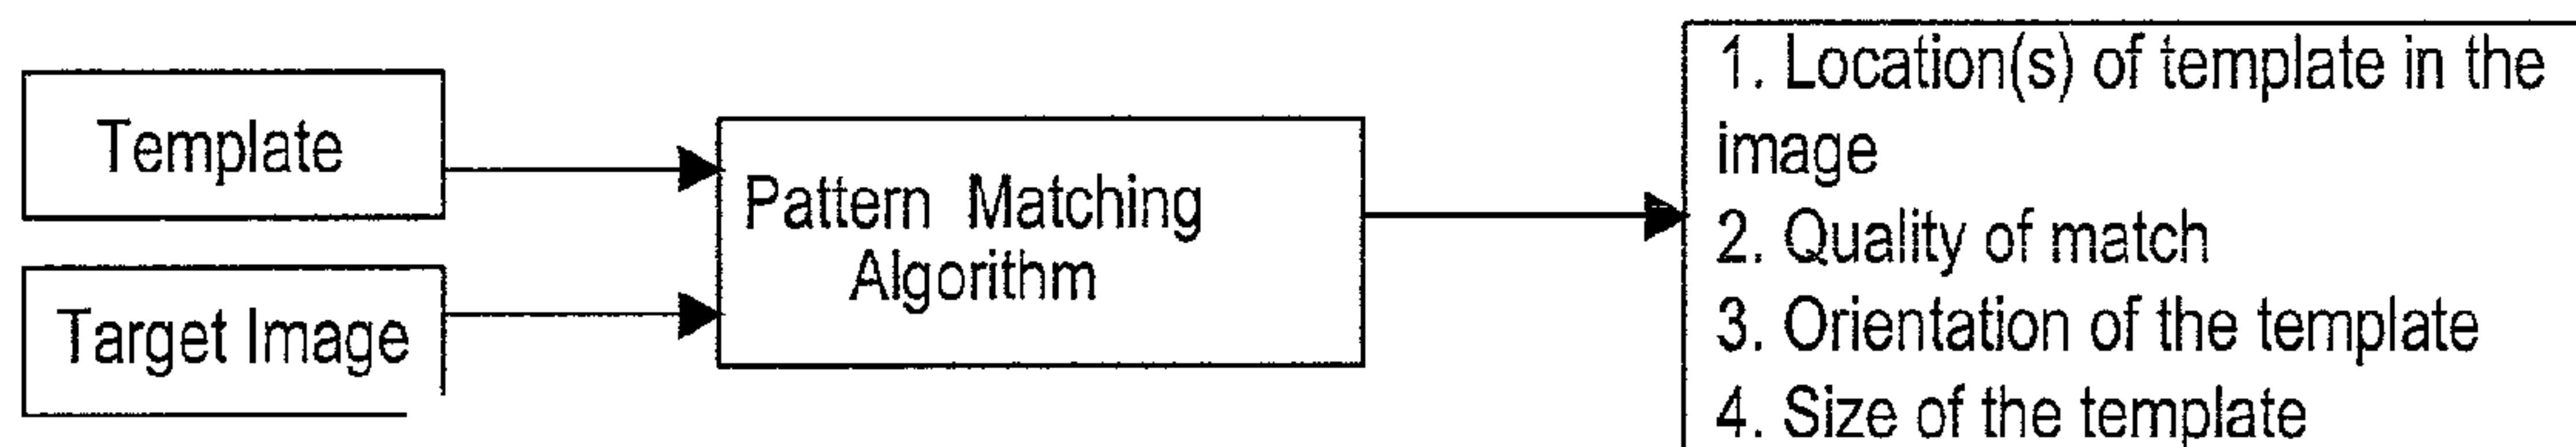 Template
Target Image
Pattern Matching
Algorithm
1. Location(s) of template in the
image
2. Quality of match
3. Orientation of the template
4. Size of the template